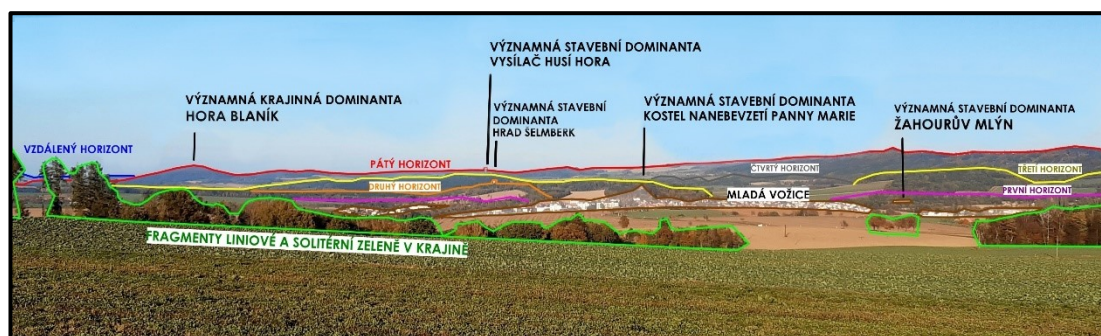 VÝZNAMNÁ STAVEBNÍ DOMINANTA
VYSÍLAČ HUSÍ HORA
VÝZNAMNÁ KRAJINNÁ DOMINANTA
HORA BLANÍK
VÝZNAMNÁ STAVEBNÍ
DOMINANTA
HRAD ŠELMBERK
VÝZNAMNÁ STAVEBNÍ DOMINANTA
KOSTEL NANEBEVZETÍ PANNY MARIE
VÝZNAMNÁ STAVEBNÍ DOMINANTA
ŽAHOURŮV MLÝN
VZDÁLENÝ HORIZONT
PÁTÝ HORIZONT
ČTVRTÝ HORIZONT
TŘETÍ HORIZONT
DRUHÝ HORIZONT
MLADÁ VOŽICE
PRVNÍ HORIZONT
FRAGMENTY LINIOVÉ A SOLITÉRNÍ ZELENĚ V KRAJINĚ